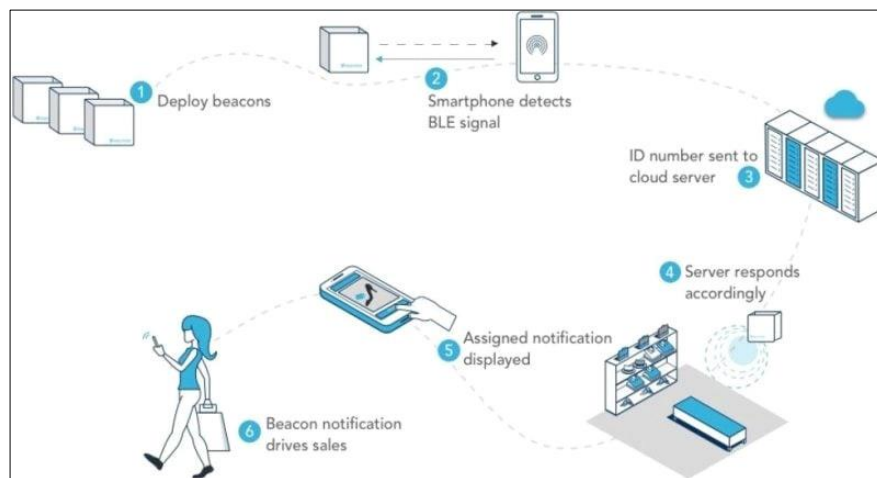 1 Deploy beacons
2
Smartphone detects
BLE signal
ID number sent to
cloud server 3
4 Server responds
accordingly
5 Assigned notification
displayed
6 Beacon notification
drives sales